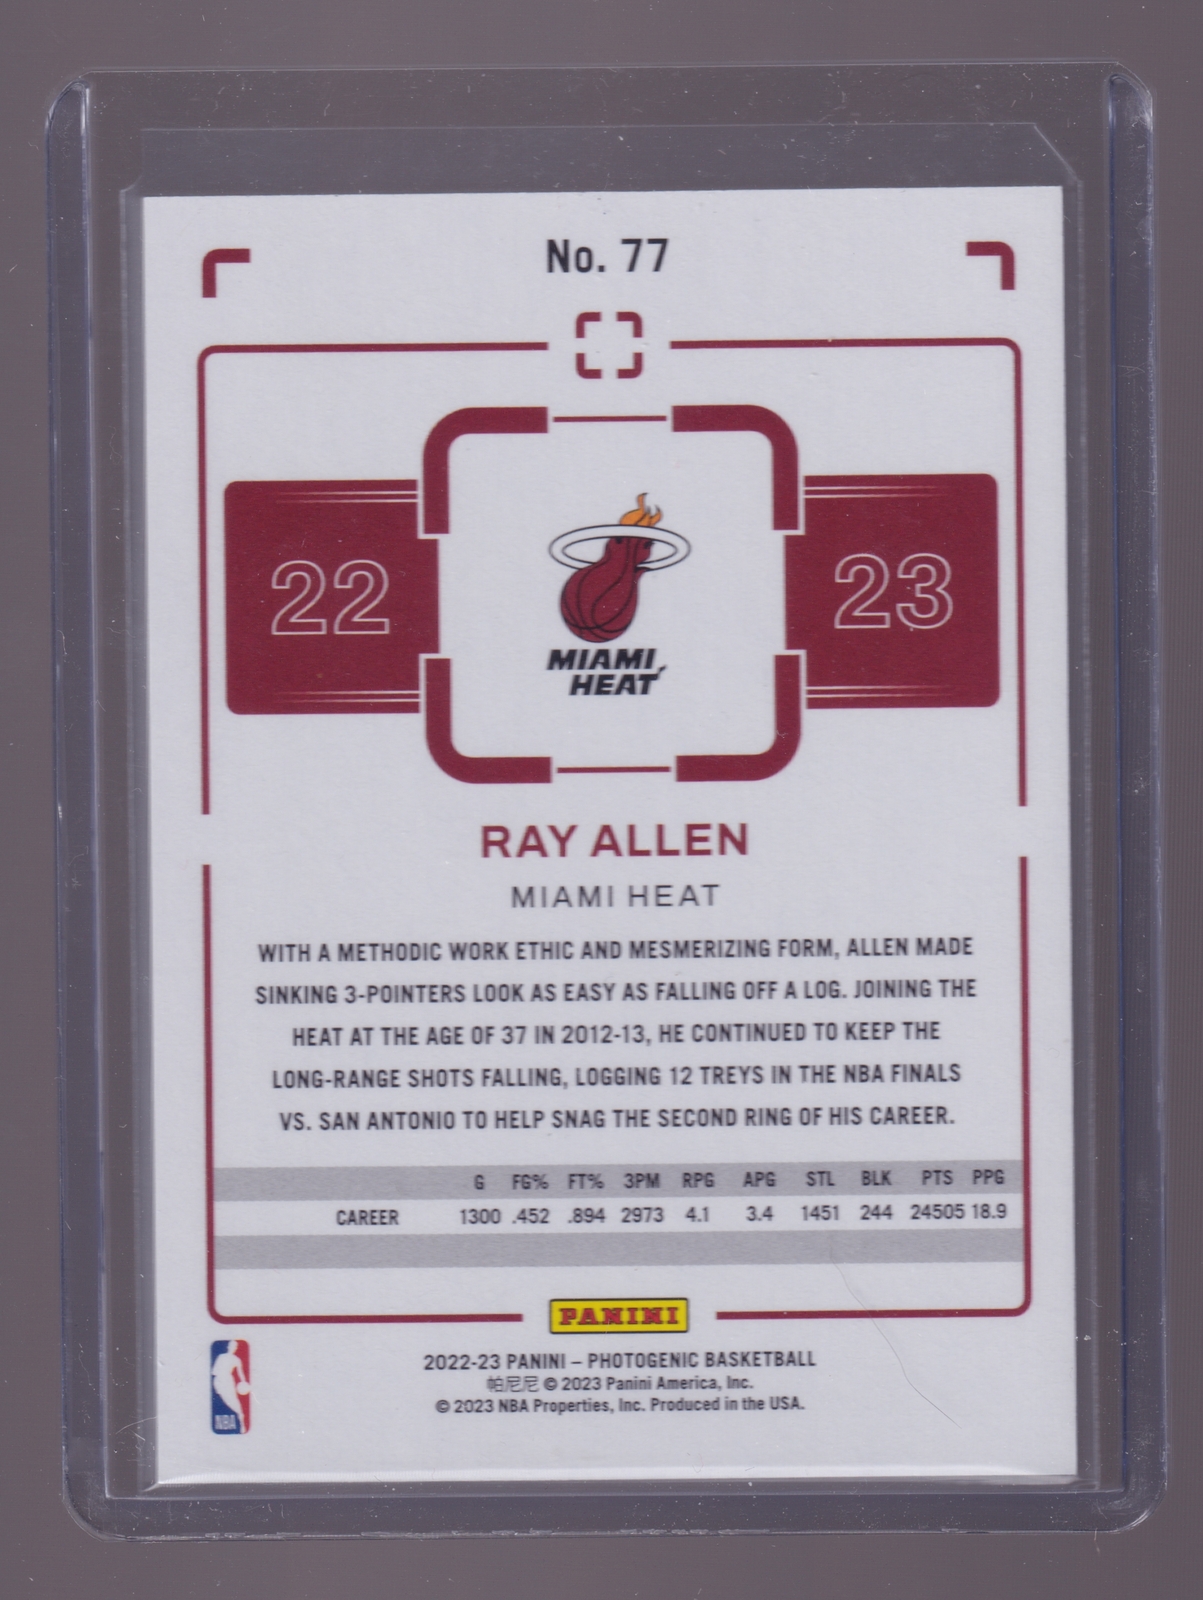 No. 77
22
23
MIAMI
HEAT
RAY ALLEN
MIAMI HEAT
WITH A METHODIC WORK ETHIC AND MESMERIZING FORM, ALLEN MADE
SINKING 3-POINTERS LOOK AS EASY AS FALLING OFF A LOG. JOINING THE
HEAT AT THE AGE OF 37 IN 2012-13, HE CONTINUED TO KEEP THE
LONG-RANGE SHOTS FALLING, LOGGING 12 TREYS IN THE NBA FINALS
VS. SAN ANTONIO TO HELP SNAG THE SECOND RING OF HIS CAREER.
G FG% FT% 3PM RPG APG STL BLK PTS PPG
CAREER 1300 .452 .894 2973 4.1 3.4 1451 244 24505 18.9
PANINI
2022-23 PANINI – PHOTOGENIC BASKETBALL
帕尼尼 © 2023 Panini America, Inc.
© 2023 NBA Properties, Inc. Produced in the USA.
NBA